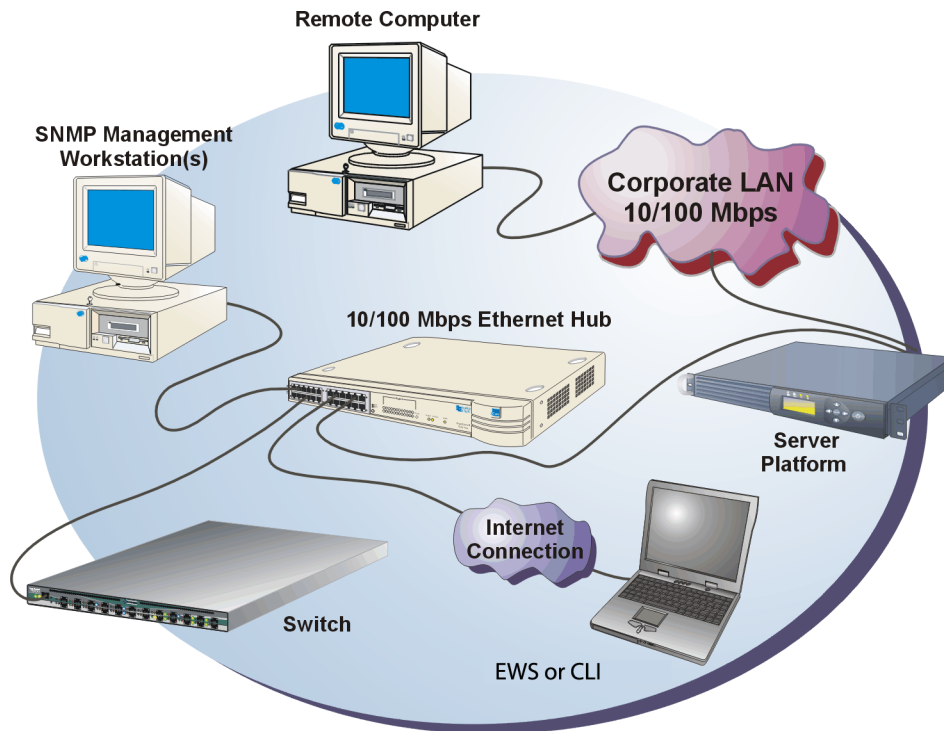 Remote Computer
SNMP Management
Workstation(s)
Corporate LAN
10/100 Mbps
10/100 Mbps Ethernet Hub
Server
Platform
Internet
Connection
Switch
EWS or CLI